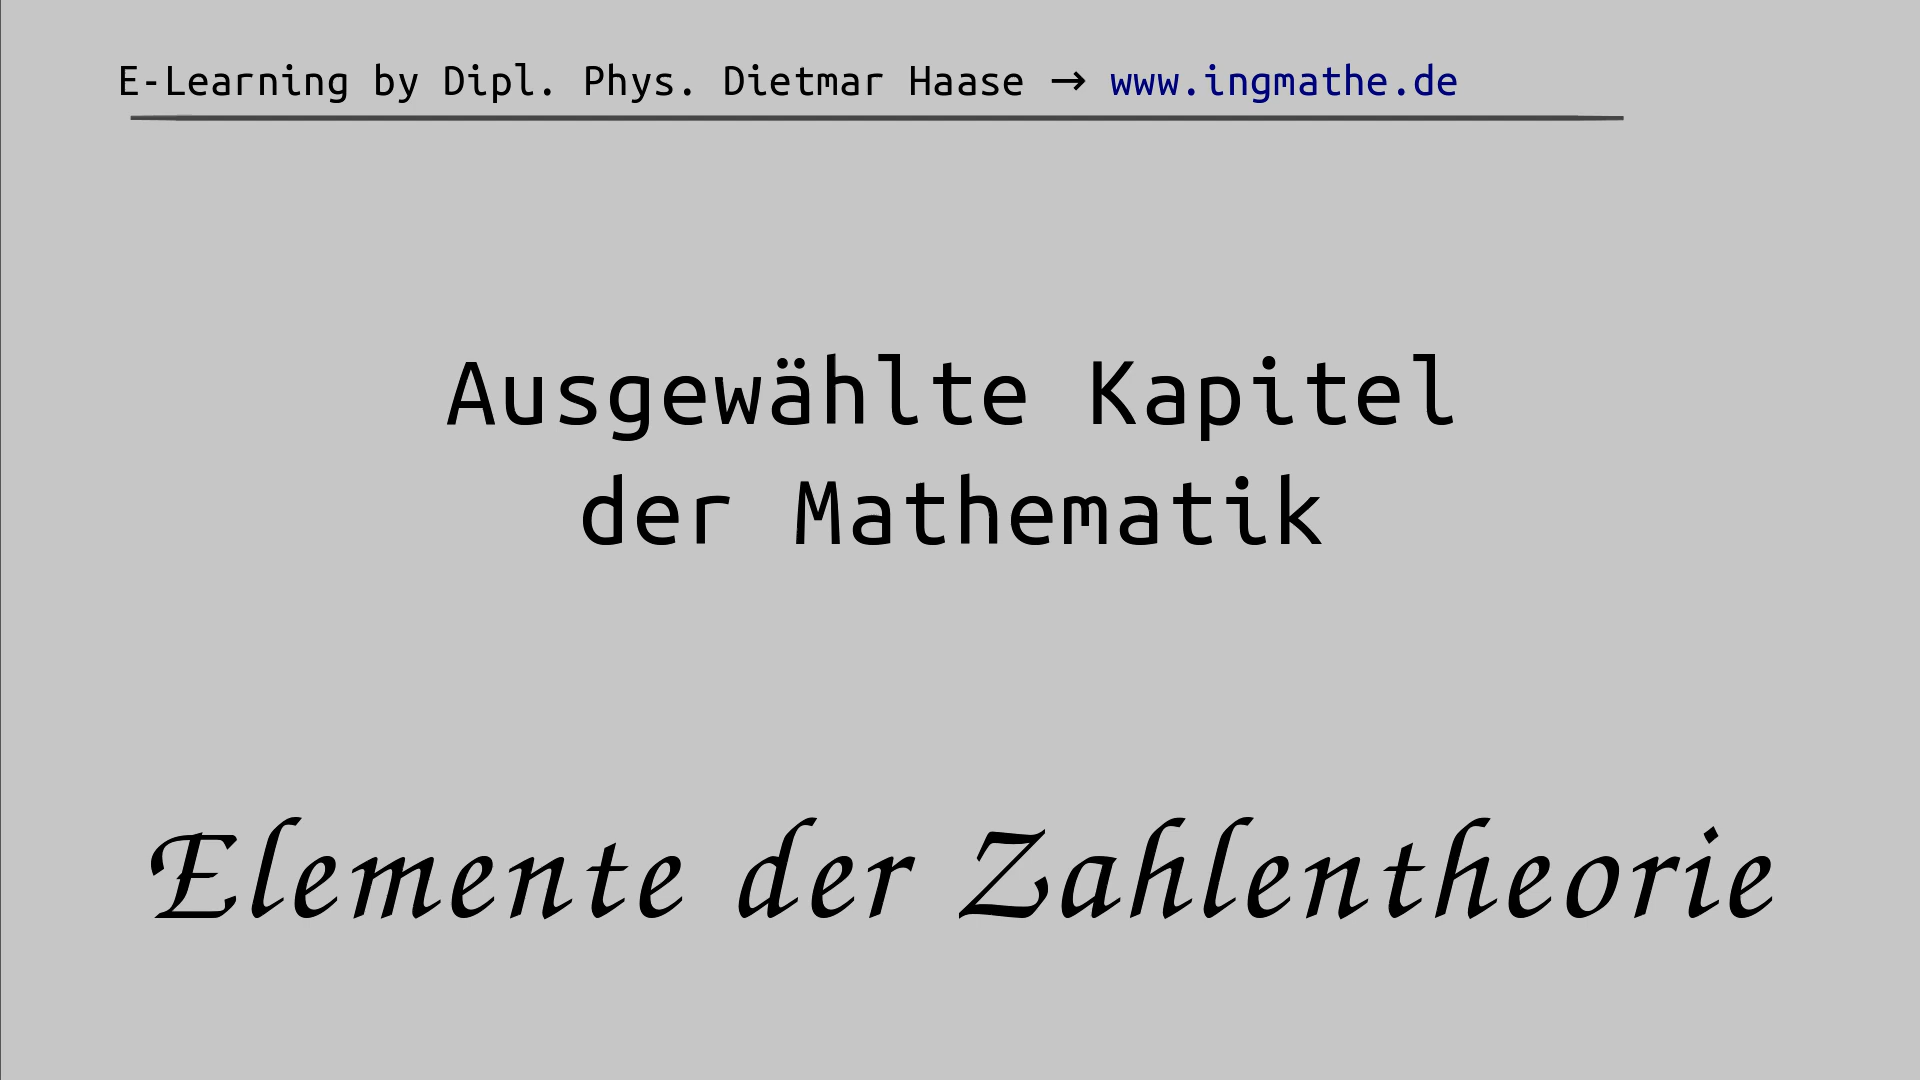 E-Learning by Dipl. Phys. Dietmar Haase → www.ingmathe.de
Ausgewählte Kapitel
der Mathematik
Elemente der Zahlentheorie